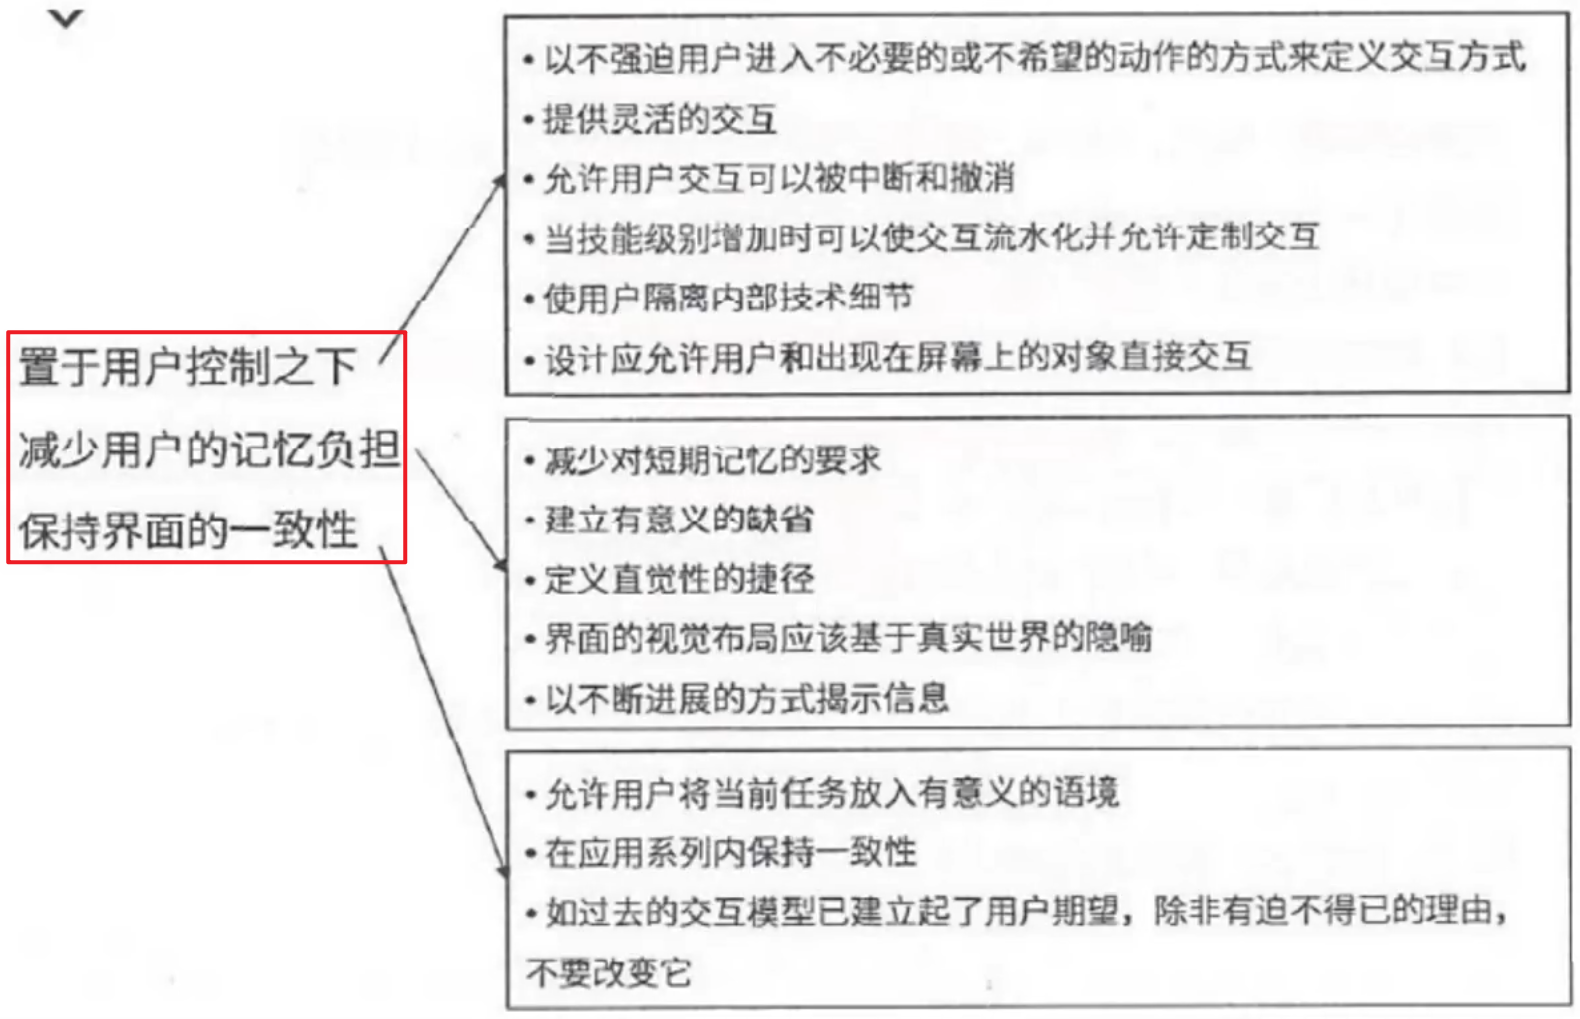 • 以不强迫用户进入不必要的或不希望的动作的方式来定义交互方式
• 提供灵活的交互
• 允许用户交互可以被中断和撤消
• 当技能级别增加时可以使交互流水化并允许定制交互
• 使用户隔离内部技术细节
• 设计应允许用户和出现在屏幕上的对象直接交互
置于用户控制之下
减少用户的记忆负担
保持界面的一致性
• 减少对短期记忆的要求
• 建立有意义的缺省
• 定义直觉性的捷径
• 界面的视觉布局应该基于真实世界的隐喻
• 以不断进展的方式揭示信息
• 允许用户将当前任务放入有意义的语境
• 在应用系列内保持一致性
• 如过去的交互模型已建立起了用户期望，除非有迫不得已的理由，
不要改变它